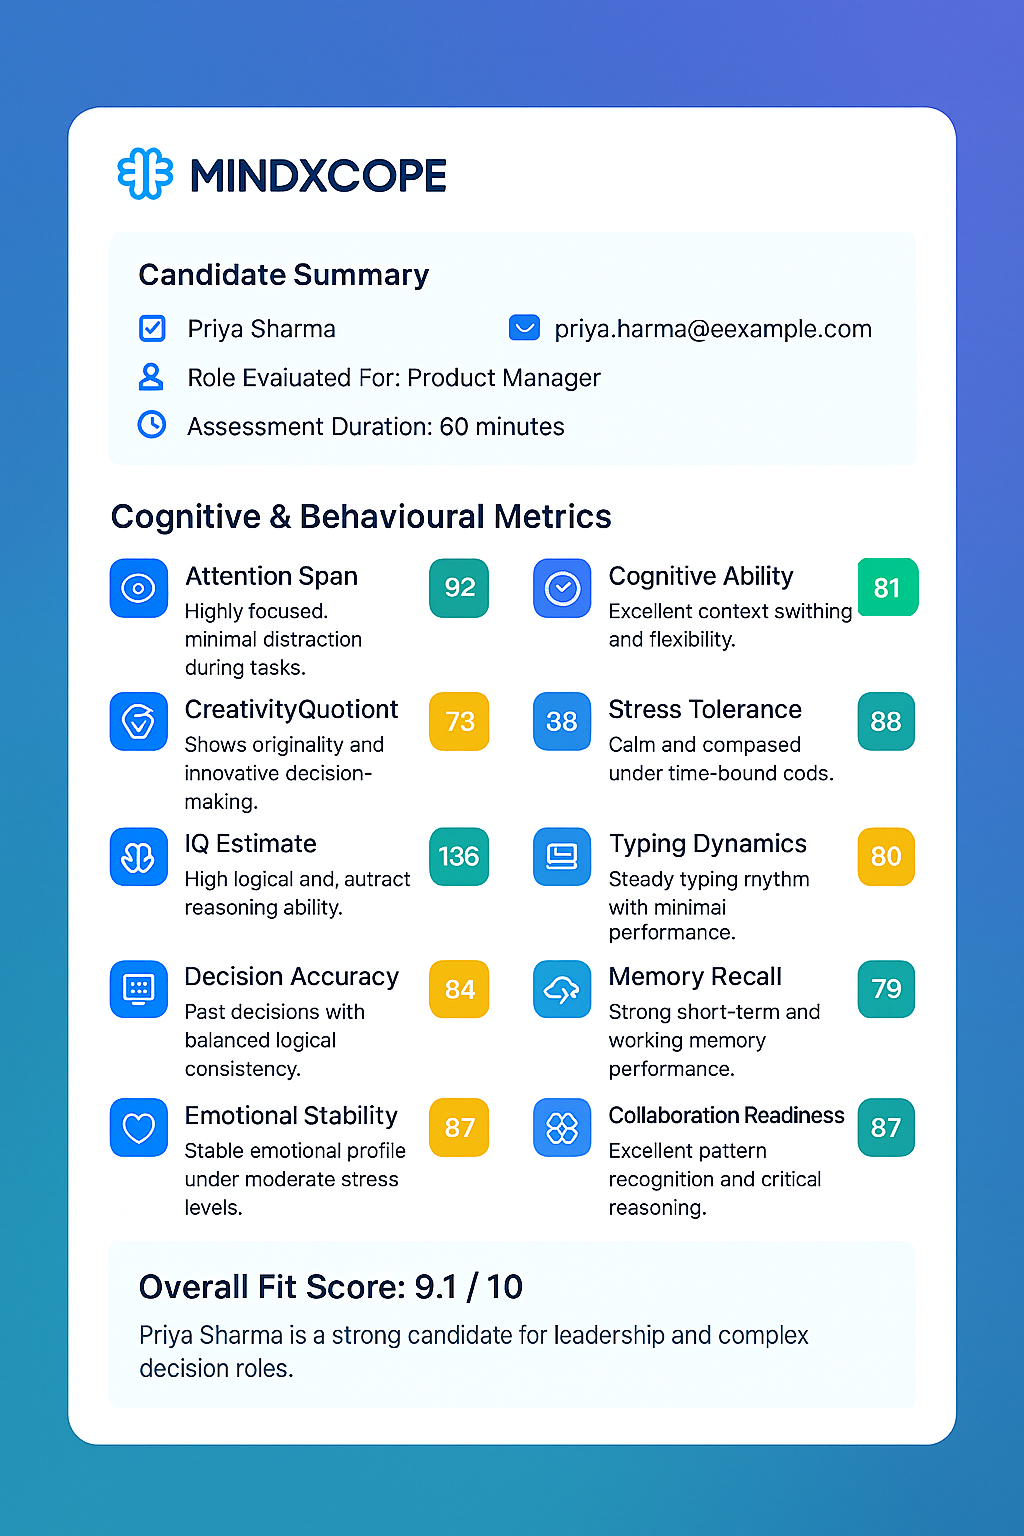 MINDXCOPE
Candidate Summary
Priya Sharma
priya.harma@eexample.com
Role Evaiuated For: Product Manager
Assessment Duration: 60 minutes
Cognitive & Behavioural Metrics
Attention Span
92
Highly focused.
minimal distraction
during tasks.
Cognitive Ability
81
Excellent context swithing
and flexibility.
CreativityQuotiont
73
Shows originality and
innovative decision-
making.
38
Stress Tolerance
88
Calm and compased
under time-bound cods.
IQ Estimate
136
High logical and, autract
reasoning ability.
Typing Dynamics
80
Steady typing rnythm
with minimai
performance.
Decision Accuracy
84
Past decisions with
balanced logical
consistency.
Memory Recall
79
Strong short-term and
working memory
performance.
Emotional Stability
87
Stable emotional profile
under moderate stress
levels.
Collaboration Readiness
87
Excellent pattern
recognition and critical
reasoning.
Overall Fit Score: 9.1 / 10
Priya Sharma is a strong candidate for leadership and complex
decision roles.